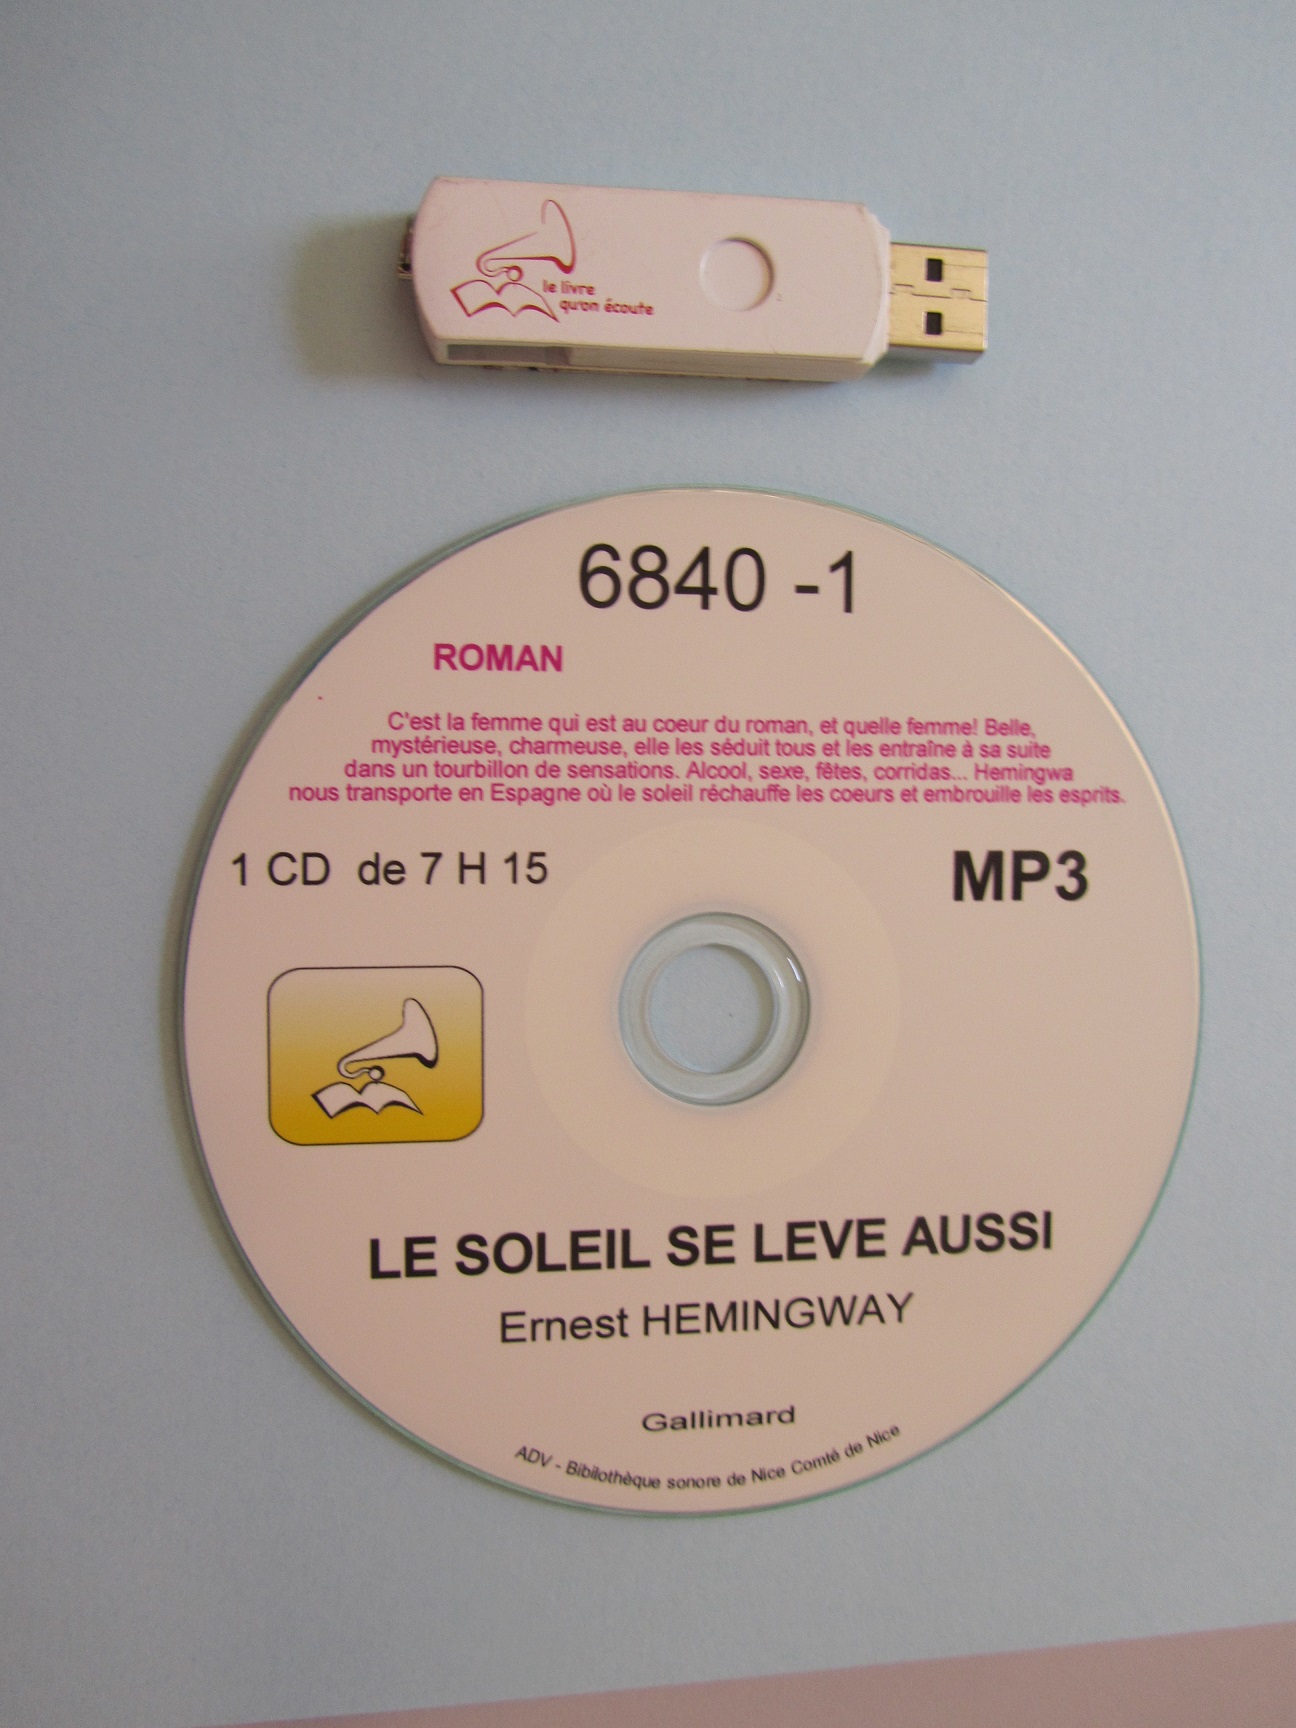 le livre
qu'on écoute
6840 -1
ROMAN
C'est la femme qui est au coeur du roman, et quelle femme! Belle,
mystérieuse, charmeuse, elle les séduit tous et les entraîne à sa suite
dans un tourbillon de sensations. Alcool, sexe, fêtes, corridas... Hemingwa
nous transporte en Espagne où le soleil réchauffe les coeurs et embrouille les esprits.
1 CD de 7 H 15
MP3
LE SOLEIL SE LEVE AUSSI
Ernest HEMINGWAY
Gallimard
ADV - Bibilothèque sonore de Nice Comté de Nice